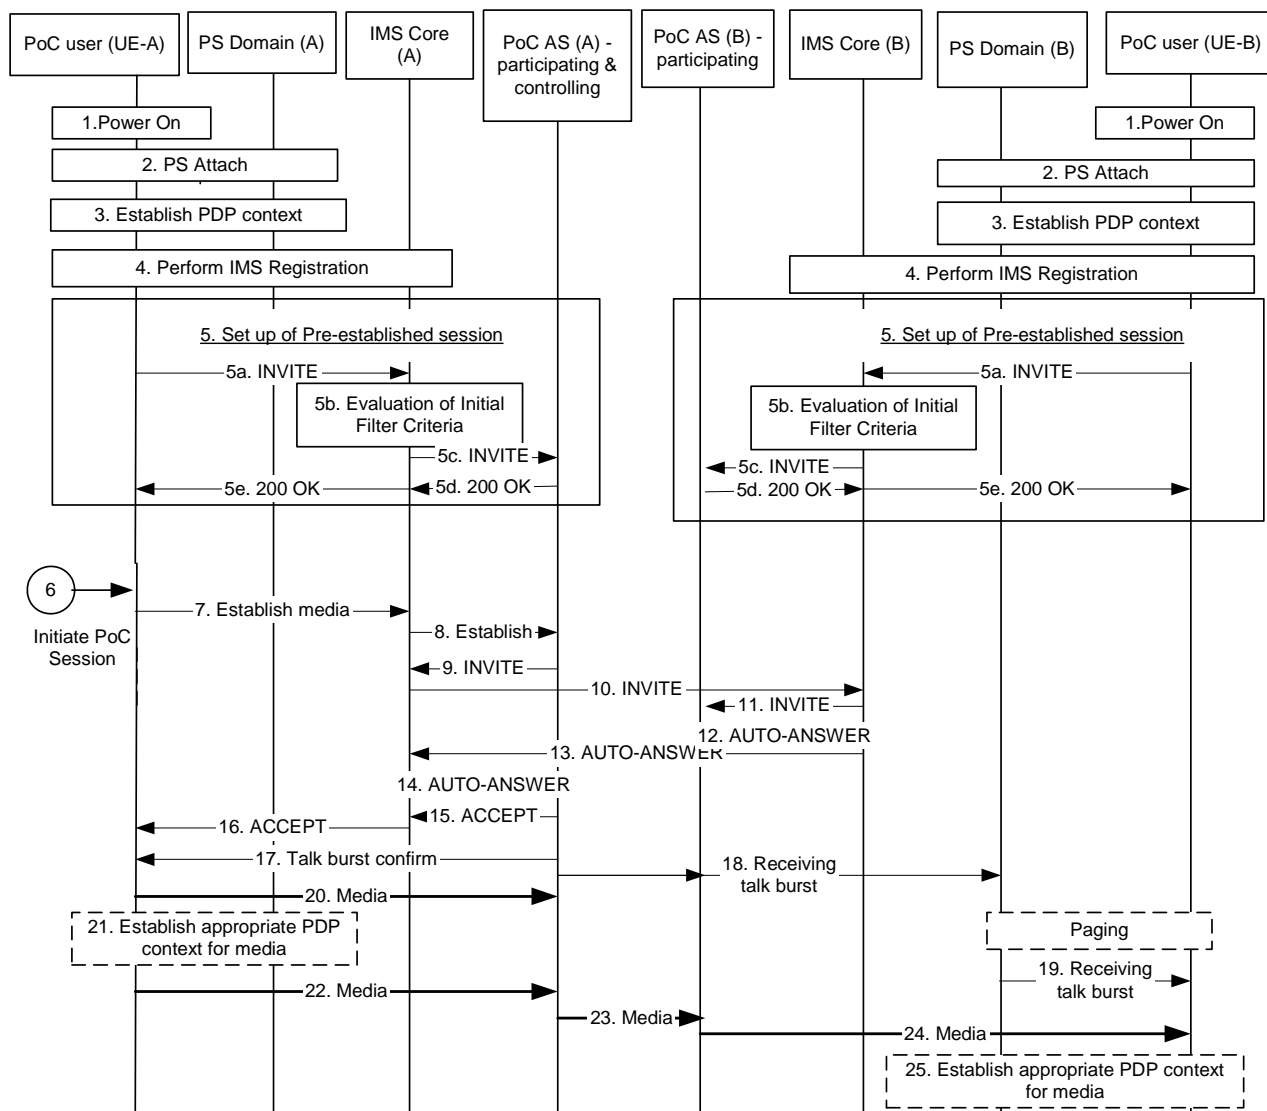 PoC user (UE-A)
PS Domain (A)
IMS Core
(A)
PoC AS (A) -
participating &
controlling
PoC AS (B) -
participating
IMS Core (B)
PS Domain (B)
PoC user (UE-B)
1.Power On
1.Power On
2. PS Attach
2. PS Attach
3. Establish PDP context
3. Establish PDP context
4. Perform IMS Registration
4. Perform IMS Registration
5. Set up of Pre-established session
5. Set up of Pre-established session
5a. INVITE
5a. INVITE
5b. Evaluation of Initial
Filter Criteria
5b. Evaluation of Initial
Filter Criteria
5c. INVITE
5c. INVITE
5e. 200 OK
5d. 200 OK
5d. 200 OK
5e. 200 OK
6
Initiate PoC
Session
7. Establish media
8. Establish
9. INVITE
10. INVITE
11. INVITE
12. AUTO-ANSWER
13. AUTO-ANSWER
14. AUTO-ANSWER
15. ACCEPT
16. ACCEPT
17. Talk burst confirm
18. Receiving
talk burst
20. Media
21. Establish appropriate PDP
context for media
Paging
19. Receiving
talk burst
22. Media
23. Media
24. Media
25. Establish appropriate PDP context
for media